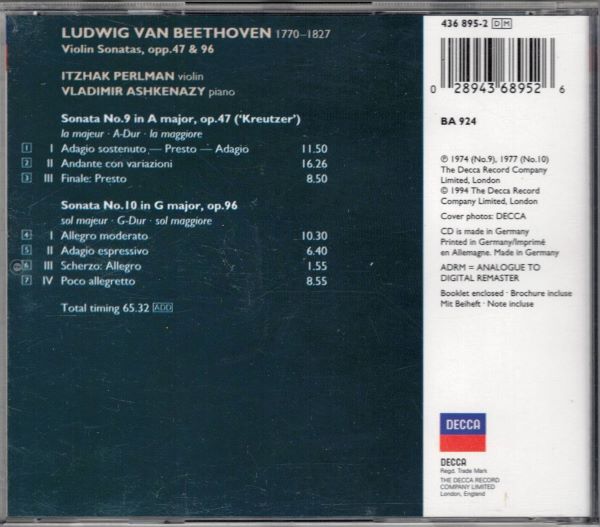 LUDWIG VAN BEETHOVEN 1770–1827
Violin Sonatas, opp.47 & 96
ITZHAK PERLMAN violin
VLADIMIR ASHKENAZY piano
Sonata No.9 in A major, op.47 (‘Kreutzer’)
la majeur · A-Dur · la maggiore
1 I Adagio sostenuto — Presto — Adagio 11.50
2 II Andante con variazioni 16.26
3 III Finale: Presto 8.50
Sonata No.10 in G major, op.96
sol majeur · G-Dur · sol maggiore
4 I Allegro moderato 10.30
5 II Adagio espressivo 6.40
6 III Scherzo: Allegro 1.55
7 IV Poco allegretto 8.55
Total timing 65.32 ADD
436 895-2 DM
0 28943 68952 6
BA 924
℗ 1974 (No.9), 1977 (No.10)
The Decca Record Company
Limited, London
© 1994 The Decca Record
Company Limited, London
Cover photos: DECCA
CD is made in Germany
Printed in Germany/Imprimé
en Allemagne. Made in Germany
ADRM = ANALOGUE TO
DIGITAL REMASTER
Booklet enclosed · Brochure incluse
Mit Beiheft · Note incluse
DECCA
DECCA
Regd. Trade Mark
THE DECCA RECORD
COMPANY LIMITED
London, England